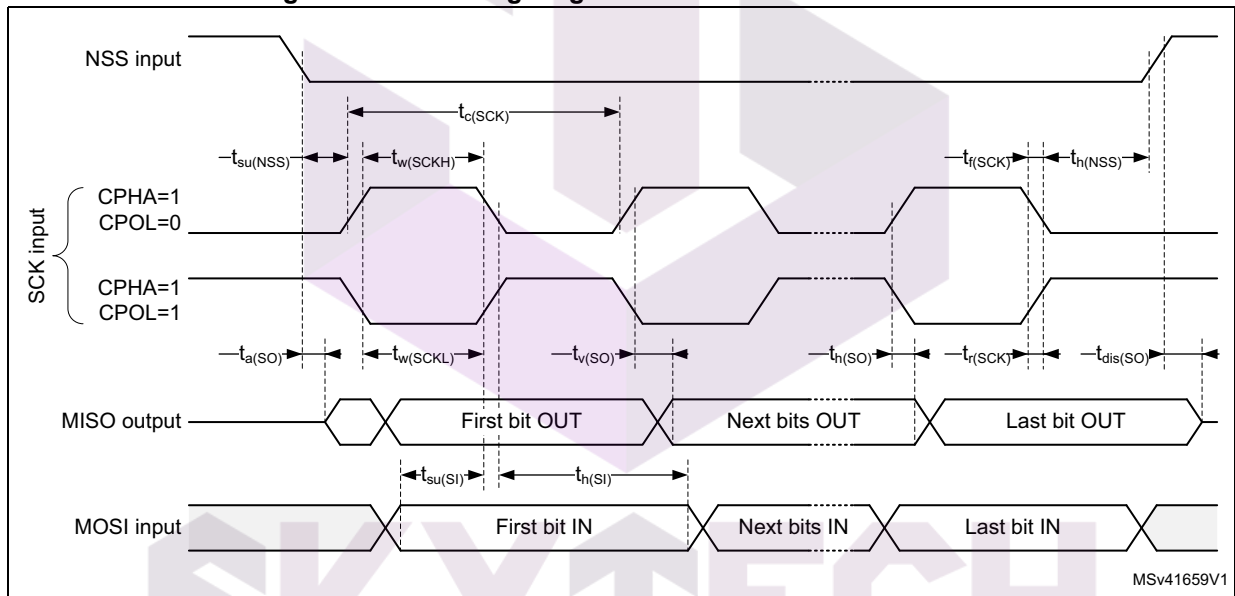 NSS input
tc(SCK)
tsu(NSS)
tw(SCKH)
tf(SCK)
th(NSS)
SCK input
CPHA=1
CPOL=0
CPHA=1
CPOL=1
ta(SO)
tw(SCKL)
tv(SO)
th(SO)
tr(SCK)
tdis(SO)
MISO output
First bit OUT
Next bits OUT
Last bit OUT
tsu(SI)
th(SI)
MOSI input
First bit IN
Next bits IN
Last bit IN
SKYTECH
MSv41659V1